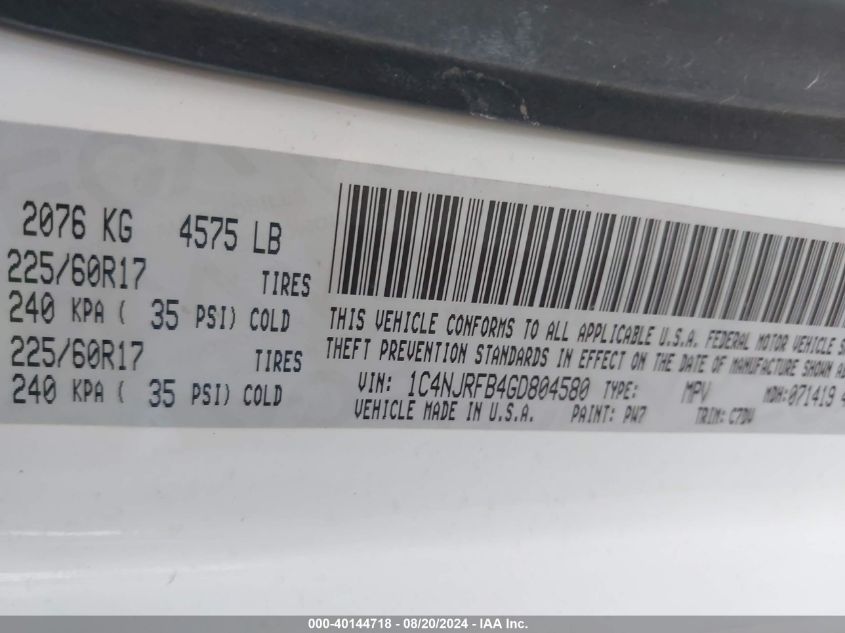 2076 KG 4575 LB
225/60R17 TIRES
240 KPA ( 35 PSI) COLD
225/60R17 TIRES
240 KPA ( 35 PSI) COLD
THIS VEHICLE CONFORMS TO ALL APPLICABLE U.S.A. FEDERAL MOTOR VEHICLE
THEFT PREVENTION STANDARDS IN EFFECT ON THE DATE OF MANUFACTURE SHOWN
VIN: 1C4NJRFB4GD804580 TYPE: MPV MDH:071419 4
VEHICLE MADE IN U.S.A. PAINT: PW7 TRIM: C7DW
000-40144718 - 08/20/2024 - IAA Inc.